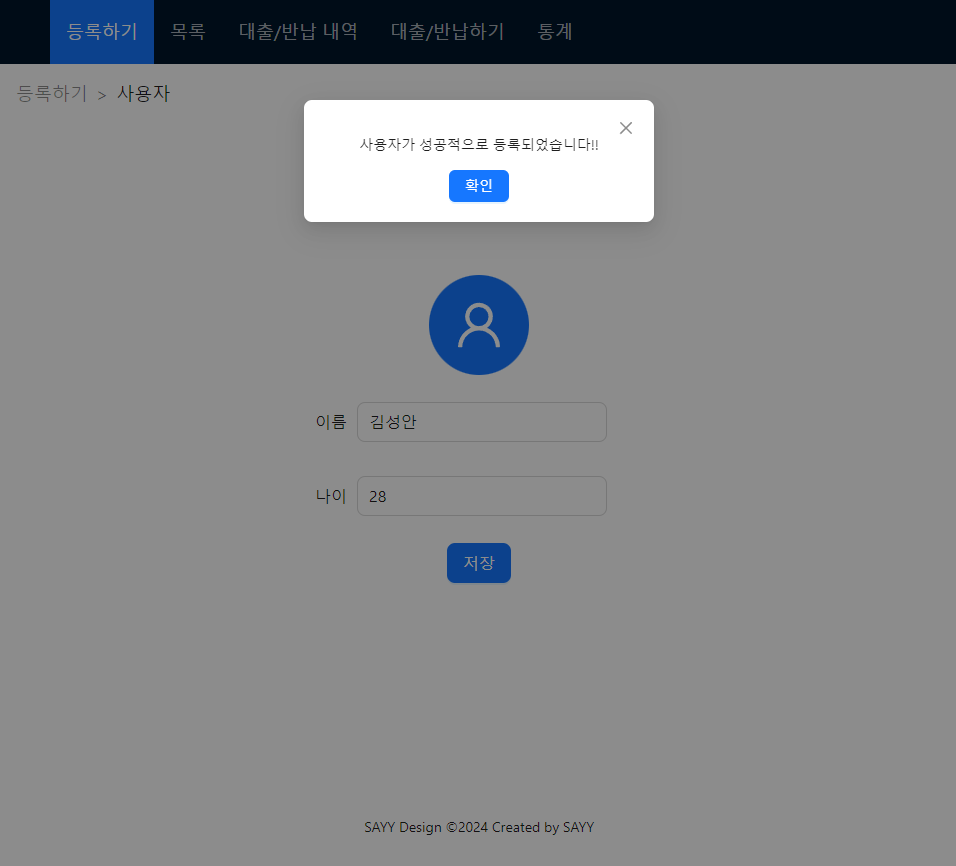 등록하기 목록 대출/반납 내역 대출/반납하기 통계
등록하기 > 사용자
사용자가 성공적으로 등록되었습니다!!
확인
이름 김성안
나이 28
저장
SAYY Design ©2024 Created by SAYY